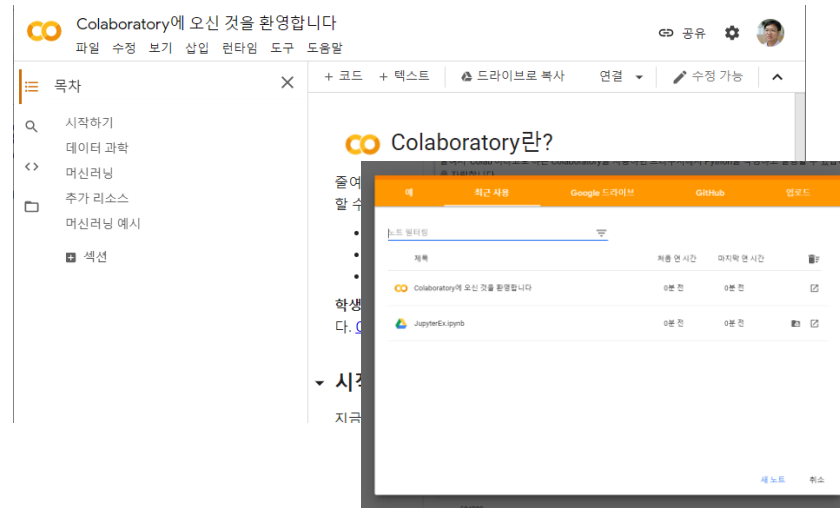 Colaboratory에 오신 것을 환영합니다
파일 수정 보기 삽입 런타임 도구 도움말
공유
목차
시작하기
데이터 과학
머신러닝
추가 리소스
머신러닝 예시
섹션
+ 코드 + 텍스트 드라이브로 복사 연결 수정 가능
Colaboratory란?
줄여
할 수
학생
다.
시작
지금
예 최근 사용 Google 드라이브 GitHub 업로드
노트 필터링
제목 처음 연 시간 마지막 연 시간
Colaboratory에 오신 것을 환영합니다 0분 전 0분 전
JupyterEx.ipynb 0분 전 0분 전
새 노트 취소